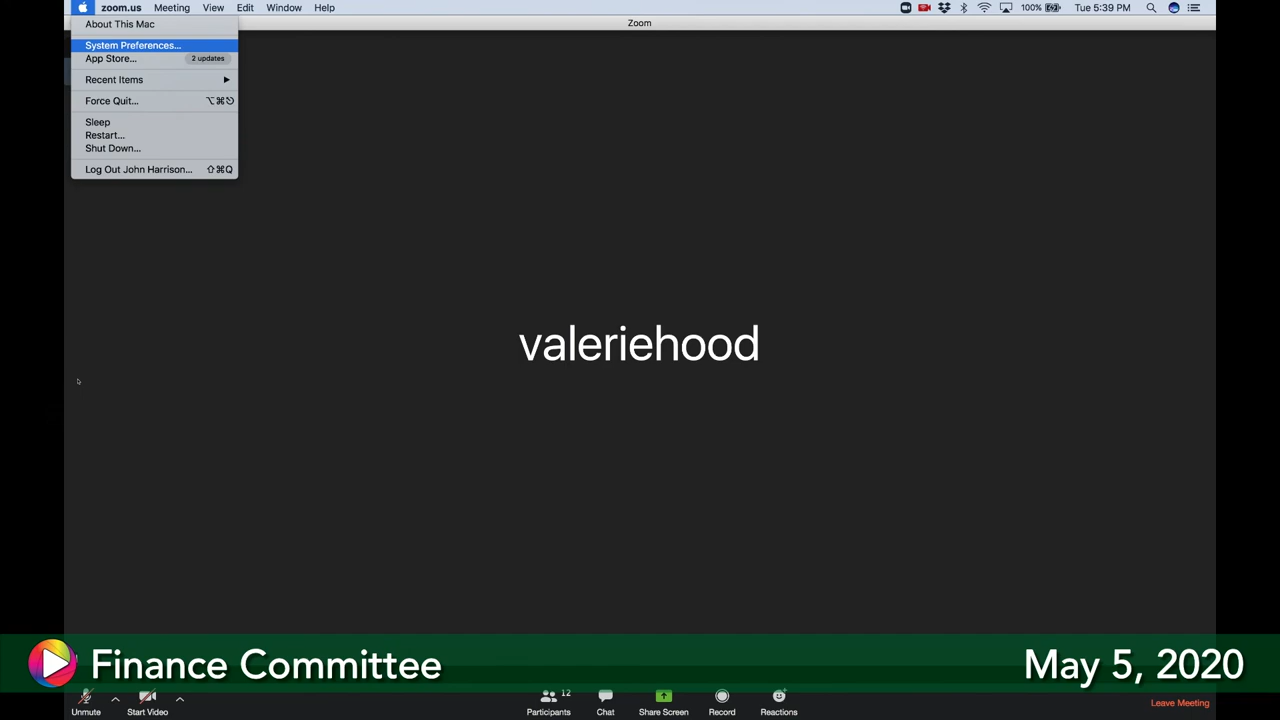 zoom.us Meeting View Edit Window Help 100% Tue 5:39 PM
Zoom
About This Mac
System Preferences...
App Store... 2 updates
Recent Items
Force Quit... ⌥⌘⎋
Sleep
Restart...
Shut Down...
Log Out John Harrison... ⇧⌘Q
valeriehood
Finance Committee May 5, 2020
Unmute Start Video Participants 12 Chat Share Screen Record Reactions Leave Meeting